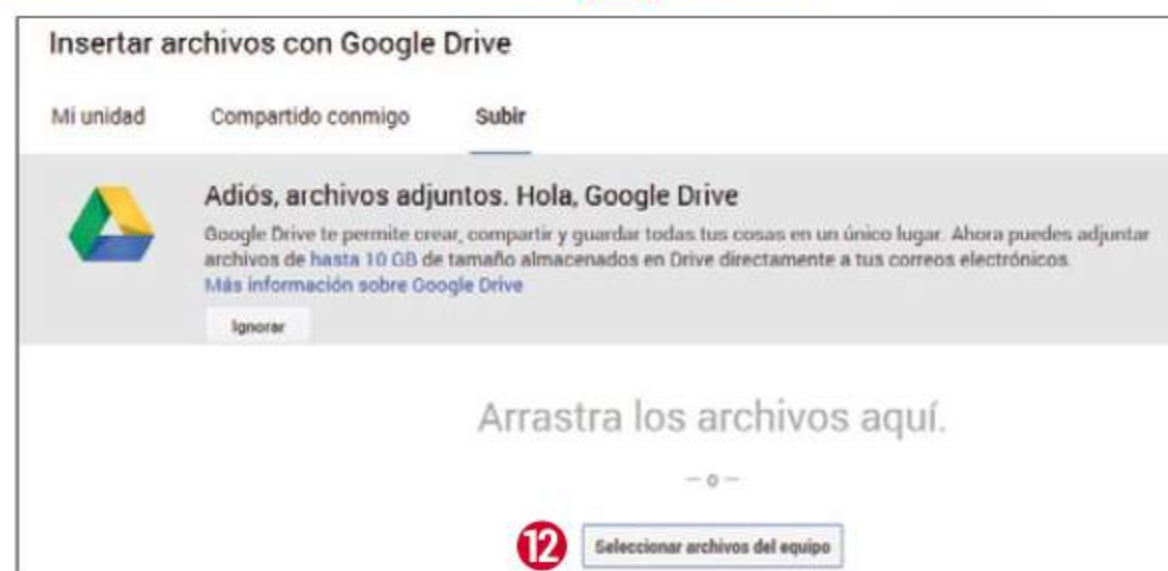 Insertar archivos con Google Drive
Mi unidad Compartido conmigo Subir
Adiós, archivos adjuntos. Hola, Google Drive
Google Drive te permite crear, compartir y guardar todas tus cosas en un único lugar. Ahora puedes adjuntar
archivos de hasta 10 GB de tamaño almacenados en Drive directamente a tus correos electrónicos.
Más información sobre Google Drive
Ignorar
Arrastra los archivos aquí.
— o —
12 Seleccionar archivos del equipo